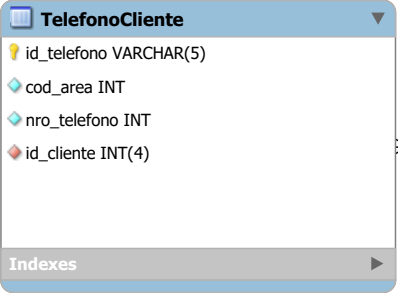 TelefonoCliente
id_telefono VARCHAR(5)
cod_area INT
nro_telefono INT
id_cliente INT(4)
Indexes